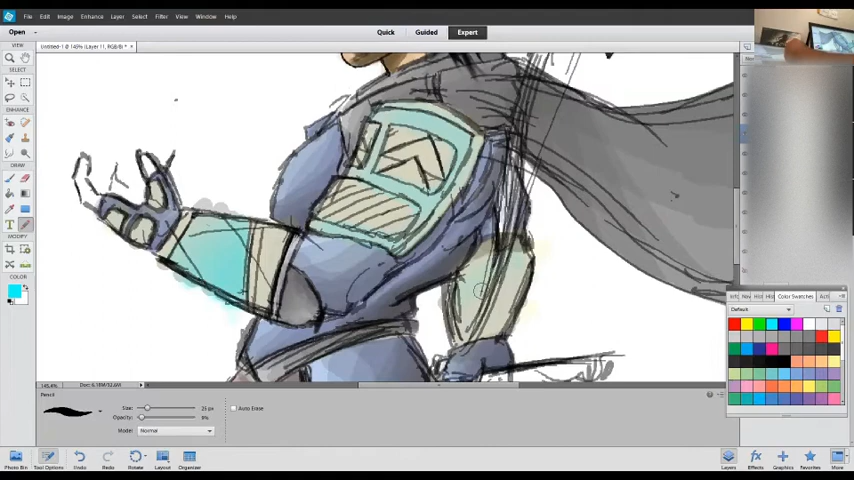 File Edit Image Enhance Layer Select Filter View Window Help
Open Quick Guided Expert
Untitled-1 @ 145% (Layer 11, RGB/8) *
VIEW
SELECT
ENHANCE
DRAW
MODIFY
COLOR
Color Swatches
Default
145.4% Doc: 6.18M/32.6M
Pencil
Size: 25 px
Opacity: 9%
Mode: Normal
Auto Erase
Photo Bin Tool Options Undo Redo Rotate Layout Organizer Layers Effects Graphics Favorites More